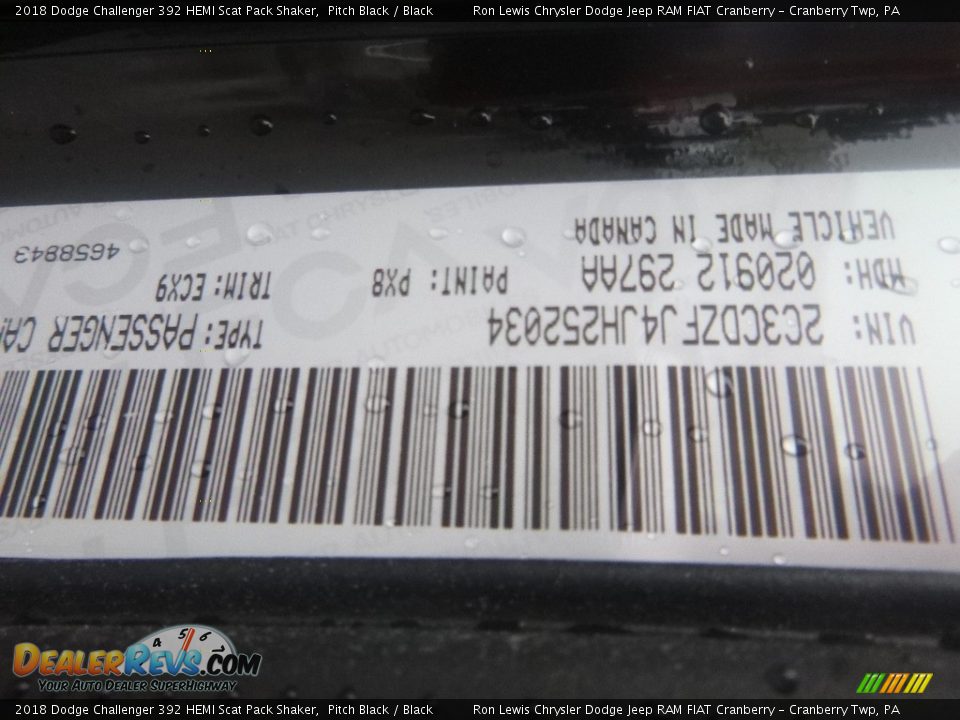 2018 Dodge Challenger 392 HEMI Scat Pack Shaker, Pitch Black / Black Ron Lewis Chrysler Dodge Jeep RAM FIAT Cranberry - Cranberry Twp, PA
VIN: 2C3CDZFJ4JH252034 TYPE: PASSENGER CAR
MDH: 020912 297AA PAINT: PX8 TRIM: ECX9
VEHICLE MADE IN CANADA 4658843
4 5 6
DEALERREVS.COM
YOUR AUTO DEALER SUPERHIGHWAY
2018 Dodge Challenger 392 HEMI Scat Pack Shaker, Pitch Black / Black Ron Lewis Chrysler Dodge Jeep RAM FIAT Cranberry - Cranberry Twp, PA